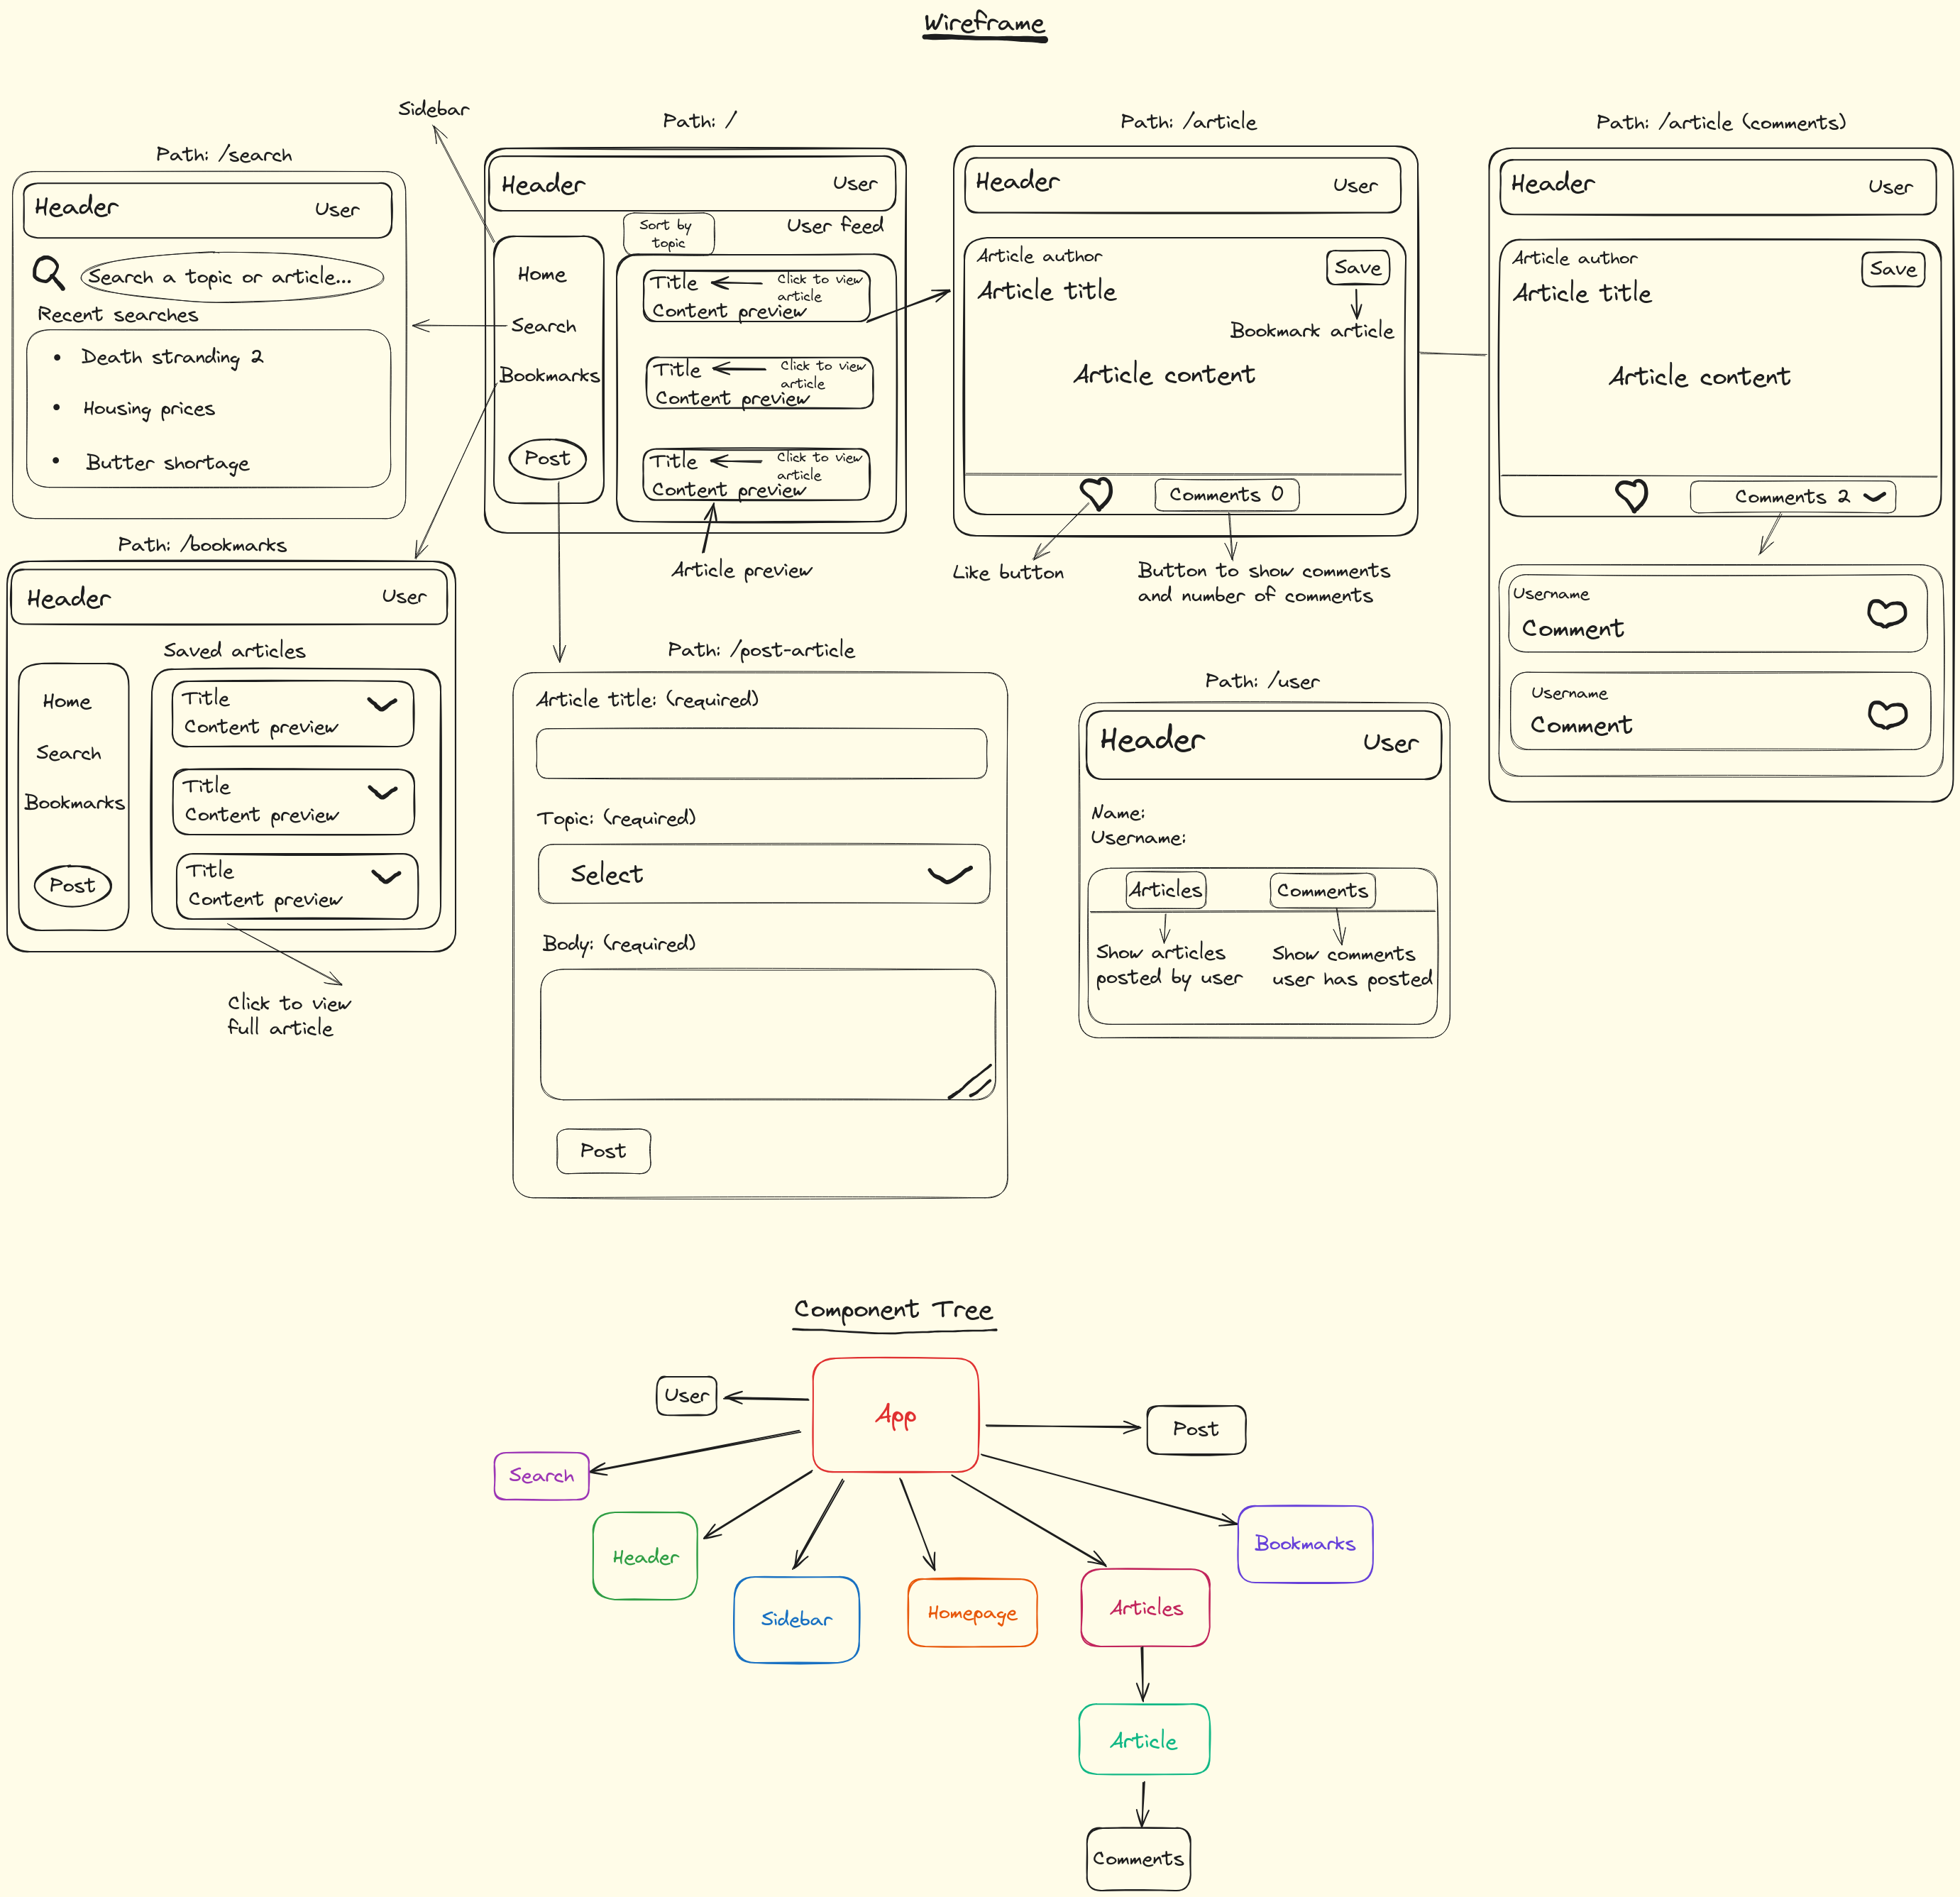 Wireframe
Sidebar
Path: /search
Header
User
Search a topic or article...
Recent searches
Death stranding 2
Housing prices
Butter shortage
Path: /
Header
User
Sort by
topic
User feed
Home
Search
Bookmarks
Post
Title
Click to view
article
Content preview
Title
Click to view
article
Content preview
Title
Click to view
article
Content preview
Article preview
Path: /article
Header
User
Article author
Save
Article title
Bookmark article
Article content
Comments 0
Like button
Button to show comments
and number of comments
Path: /article (comments)
Header
User
Article author
Save
Article title
Article content
Comments 2
Username
Comment
Username
Comment
Path: /bookmarks
Header
User
Saved articles
Home
Search
Bookmarks
Post
Title
Content preview
Title
Content preview
Title
Content preview
Click to view
full article
Path: /post-article
Article title: (required)
Topic: (required)
Select
Body: (required)
Post
Path: /user
Header
User
Name:
Username:
Articles
Comments
Show articles
posted by user
Show comments
user has posted
Component Tree
App
User
Post
Search
Header
Sidebar
Homepage
Articles
Bookmarks
Article
Comments